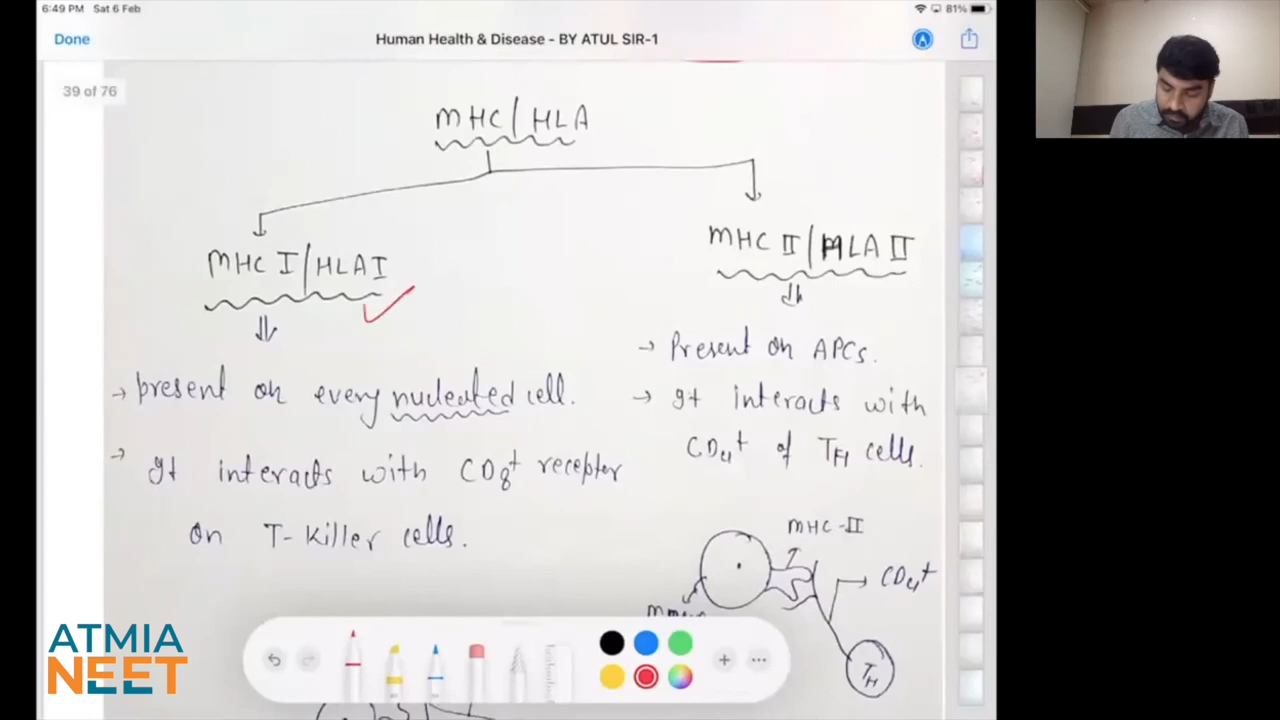 6:49 PM Sat 6 Feb
81%
Done
Human Health & Disease - BY ATUL SIR-1
39 of 76
MHC/HLA
MHC I/HLA I
MHC II/HLA II
→ present on every nucleated cell.
→ It interacts with CD8+ receptor
on T-killer cells.
→ Present on APCs.
→ It interacts with
CD4+ of TH cells.
MHC-II
CD4+
TH
ATMIA
NEET